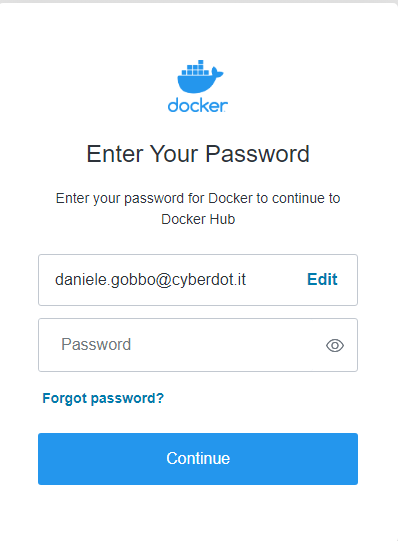 docker
Enter Your Password
Enter your password for Docker to continue to
Docker Hub
daniele.gobbo@cyberdot.it Edit
Password
Forgot password?
Continue